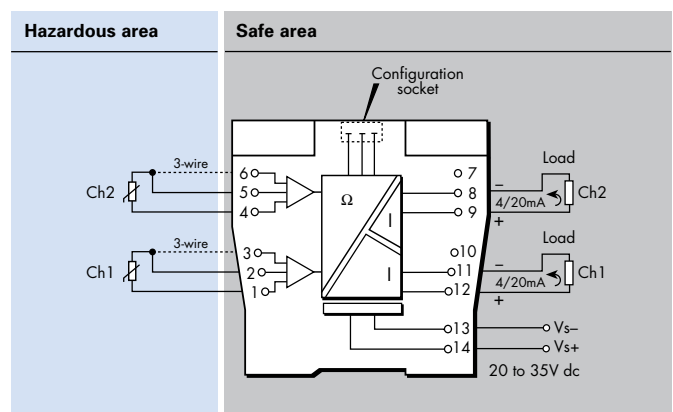 Hazardous area
Safe area
Configuration
socket
3-wire
6
5
4
Ch2
3-wire
3
2
1
Ch1
Ω
I
I
7
8
9
10
11
12
13
14
Load
–
4/20mA
+
Ch2
Load
–
4/20mA
+
Ch1
Vs–
Vs+
20 to 35V dc